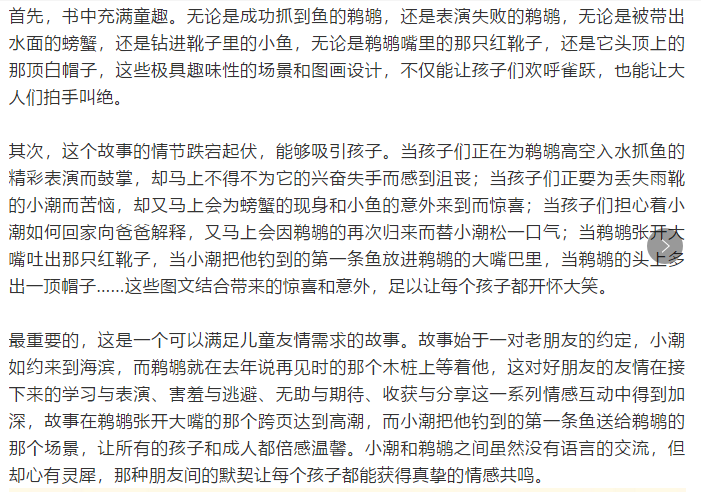 首先，书中充满童趣。无论是成功抓到鱼的鹈鹕，还是表演失败的鹈鹕，无论是被带出
水面的螃蟹，还是钻进靴子里的小鱼，无论是鹈鹕嘴里的那只红靴子，还是它头顶上的
那顶白帽子，这些极具趣味性的场景和图画设计，不仅能让孩子们欢呼雀跃，也能让大
人们拍手叫绝。
其次，这个故事的情节跌宕起伏，能够吸引孩子。当孩子们正在为鹈鹕高空入水抓鱼的
精彩表演而鼓掌，却马上不得不为它的兴奋失手而感到沮丧；当孩子们正要为丢失雨靴
的小潮而苦恼，却又马上会为螃蟹的现身和小鱼的意外来到而惊喜；当孩子们担心着小
潮如何回家向爸爸解释，又马上会因鹈鹕的再次归来而替小潮松一口气；当鹈鹕张开大
嘴吐出那只红靴子，当小潮把他钓到的第一条鱼放进鹈鹕的大嘴巴里，当鹈鹕的头上多
出一顶帽子……这些图文结合带来的惊喜和意外，足以让每个孩子都开怀大笑。
最重要的，这是一个可以满足儿童友情需求的故事。故事始于一对老朋友的约定，小潮
如约来到海滨，而鹈鹕就在去年说再见时的那个木桩上等着他，这对好朋友的友情在接
下来的学习与表演、害羞与逃避、无助与期待、收获与分享这一系列情感互动中得到加
深，故事在鹈鹕张开大嘴的那个跨页达到高潮，而小潮把他钓到的第一条鱼送给鹈鹕的
那个场景，让所有的孩子和成人都倍感温馨。小潮和鹈鹕之间虽然没有语言的交流，但
却心有灵犀，那种朋友间的默契让每个孩子都能获得真挚的情感共鸣。